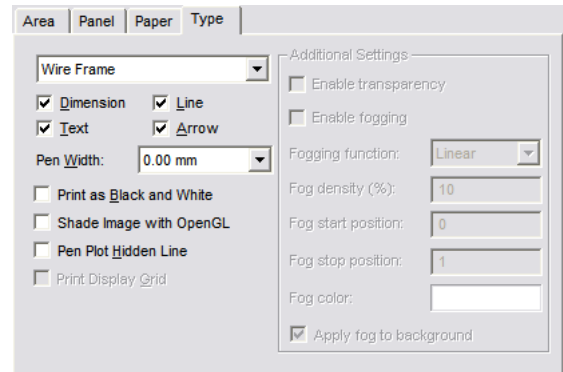 Area Panel Paper Type
Wire Frame
Dimension Line
Text Arrow
Pen Width: 0.00 mm
Print as Black and White
Shade Image with OpenGL
Pen Plot Hidden Line
Print Display Grid
Additional Settings
Enable transparency
Enable fogging
Fogging function: Linear
Fog density (%): 10
Fog start position: 0
Fog stop position: 1
Fog color:
Apply fog to background